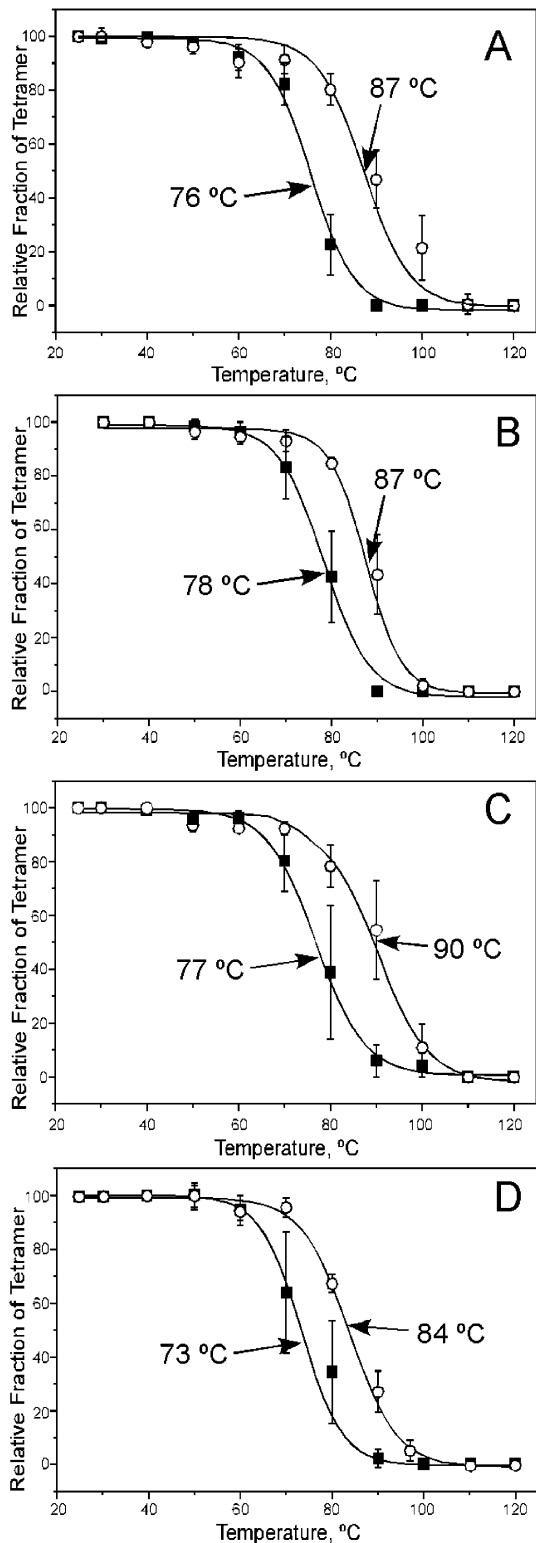 A
100
80
60
40
20
0
Relative Fraction of Tetramer
87 ºC
76 ºC
20 40 60 80 100 120
Temperature, ºC
B
100
80
60
40
20
0
Relative Fraction of Tetramer
87 ºC
78 ºC
20 40 60 80 100 120
Temperature, ºC
C
100
80
60
40
20
0
Relative Fraction of Tetramer
90 ºC
77 ºC
20 40 60 80 100 120
Temperature, ºC
D
100
80
60
40
20
0
Relative Fraction of Tetramer
84 ºC
73 ºC
20 40 60 80 100 120
Temperature, ºC